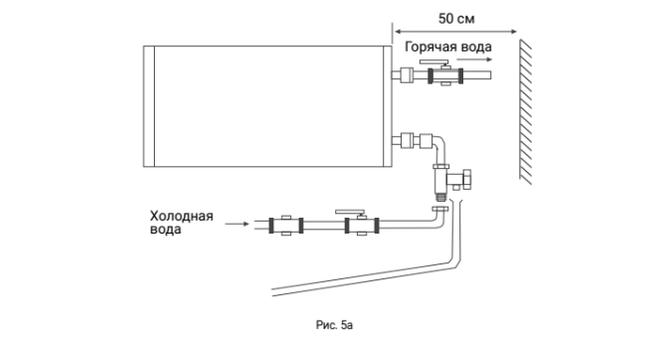 50 см
Горячая вода
Холодная
вода
Рис. 5а